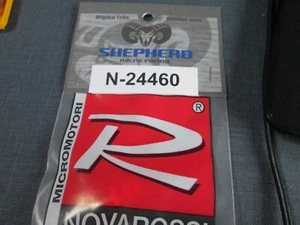 SHEPHERD
micro racing
N-24460
MICROMOTORI
R
®
NOVAROSSI